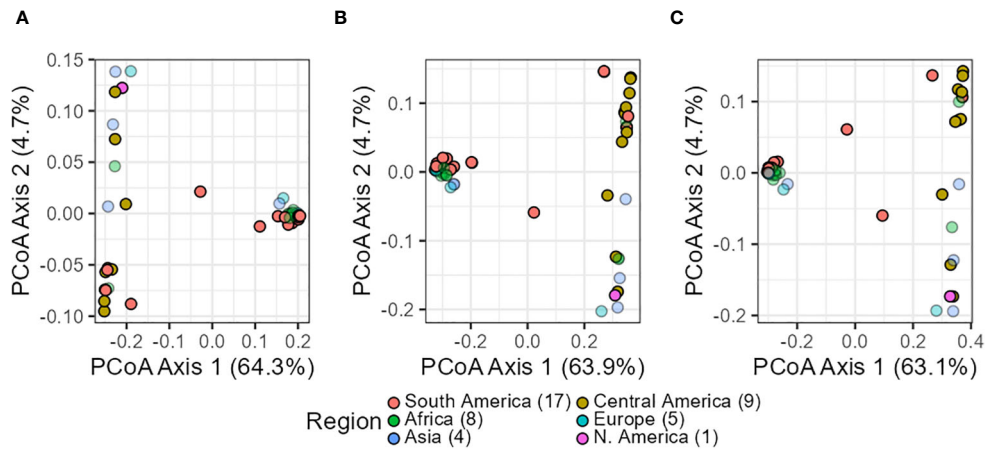 A B C
0.15
0.10
0.05
0.00
-0.05
-0.10
PCoA Axis 2 (4.7%)
-0.2 -0.1 0.0 0.1 0.2
PCoA Axis 1 (64.3%)
0.1
0.0
-0.1
-0.2
PCoA Axis 2 (4.7%)
-0.2 0.0 0.2
PCoA Axis 1 (63.9%)
0.1
0.0
-0.1
-0.2
PCoA Axis 2 (4.7%)
-0.2 0.0 0.2 0.4
PCoA Axis 1 (63.1%)
Region
South America (17) Central America (9)
Africa (8) Europe (5)
Asia (4) N. America (1)